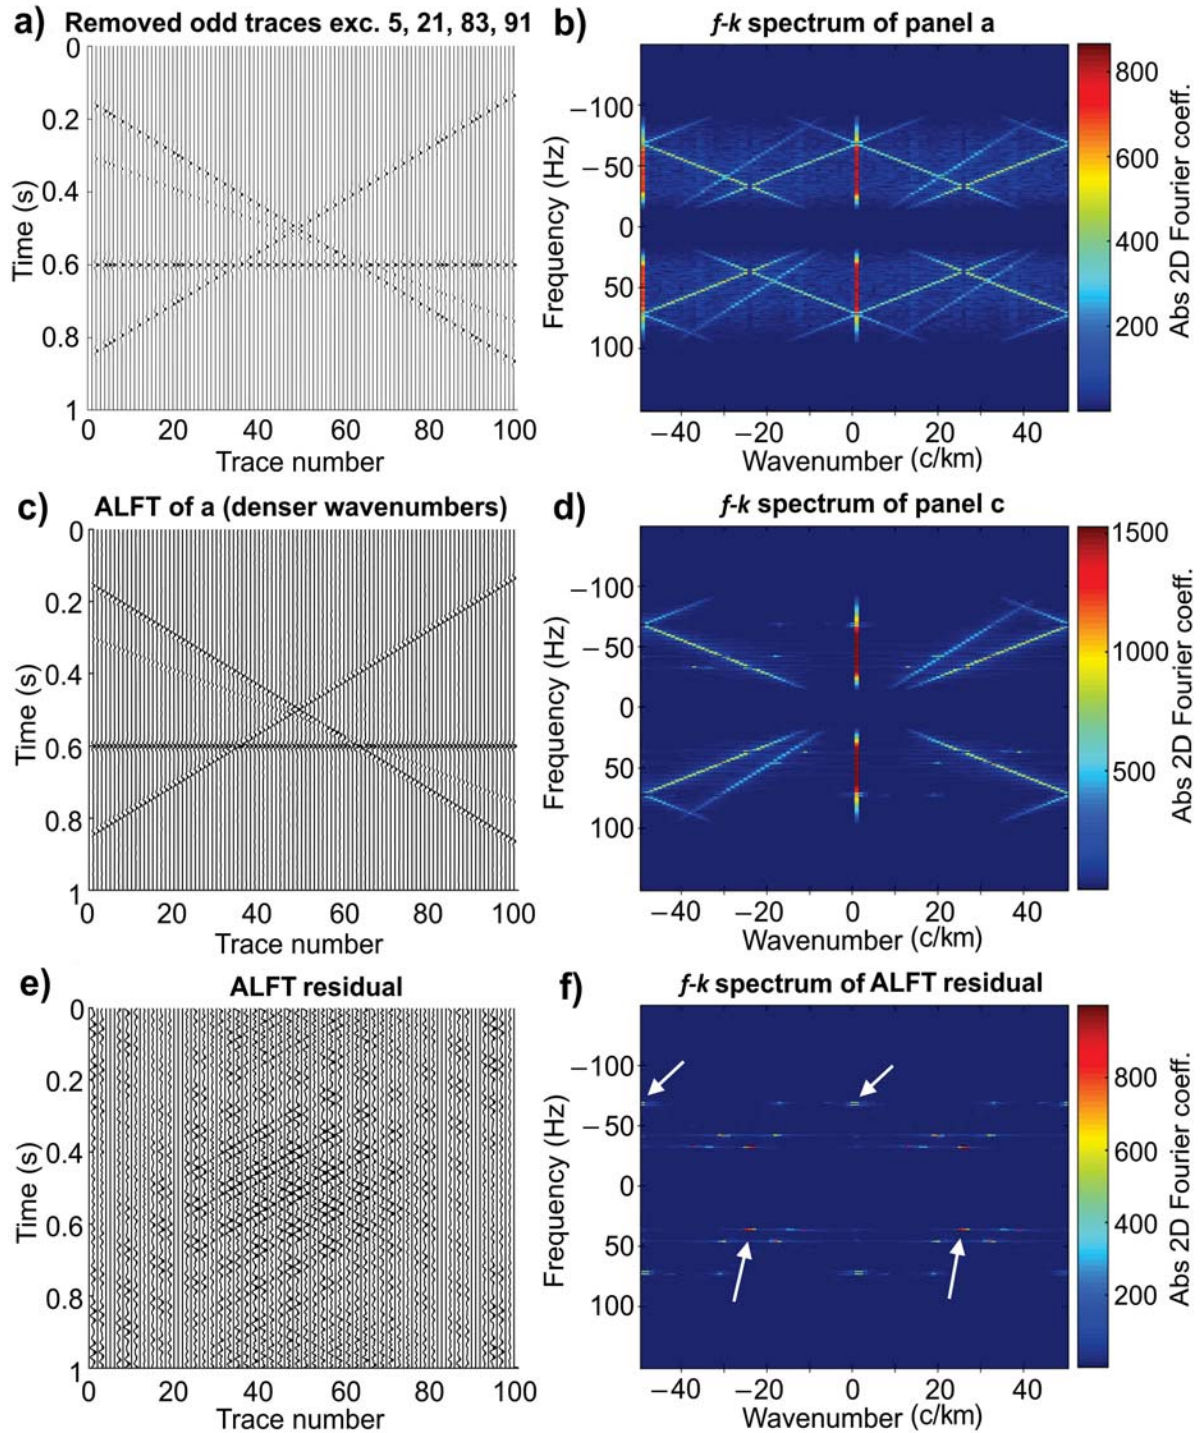 a) Removed odd traces exc. 5, 21, 83, 91
0
0.2
0.4
0.6
0.8
1
Time (s)
0 20 40 60 80 100
Trace number
b) f-k spectrum of panel a
−100
−50
0
50
100
Frequency (Hz)
−40 −20 0 20 40
Wavenumber (c/km)
800
600
400
200
Abs 2D Fourier coeff.
c) ALFT of a (denser wavenumbers)
0
0.2
0.4
0.6
0.8
1
Time (s)
0 20 40 60 80 100
Trace number
d) f-k spectrum of panel c
−100
−50
0
50
100
Frequency (Hz)
−40 −20 0 20 40
Wavenumber (c/km)
1500
1000
500
Abs 2D Fourier coeff.
e) ALFT residual
0
0.2
0.4
0.6
0.8
1
Time (s)
0 20 40 60 80 100
Trace number
f) f-k spectrum of ALFT residual
−100
−50
0
50
100
Frequency (Hz)
−40 −20 0 20 40
Wavenumber (c/km)
800
600
400
200
Abs 2D Fourier coeff.